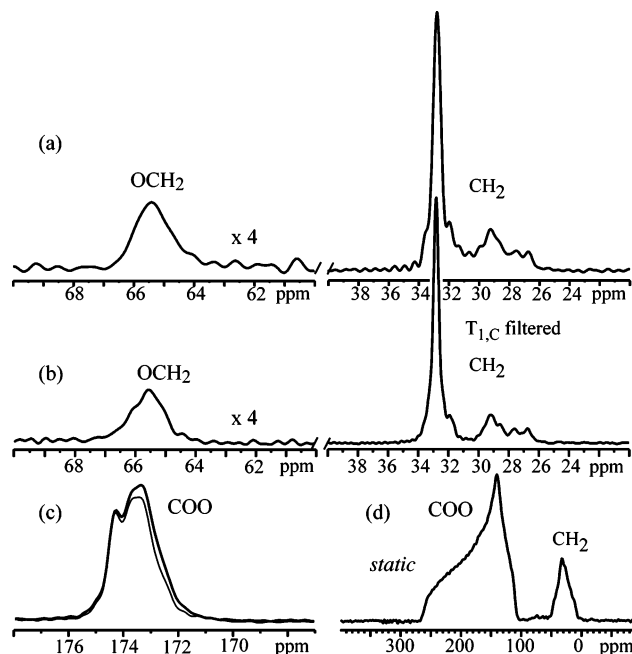 (a)
OCH2
x 4
CH2
68 66 64 62 ppm
38 36 34 32 30 28 26 24 ppm
T1,C filtered
(b)
OCH2
x 4
CH2
68 66 64 62 ppm
38 36 34 32 30 28 26 24 ppm
(c)
COO
176 174 172 170 ppm
(d)
COO
CH2
static
300 200 100 0 ppm